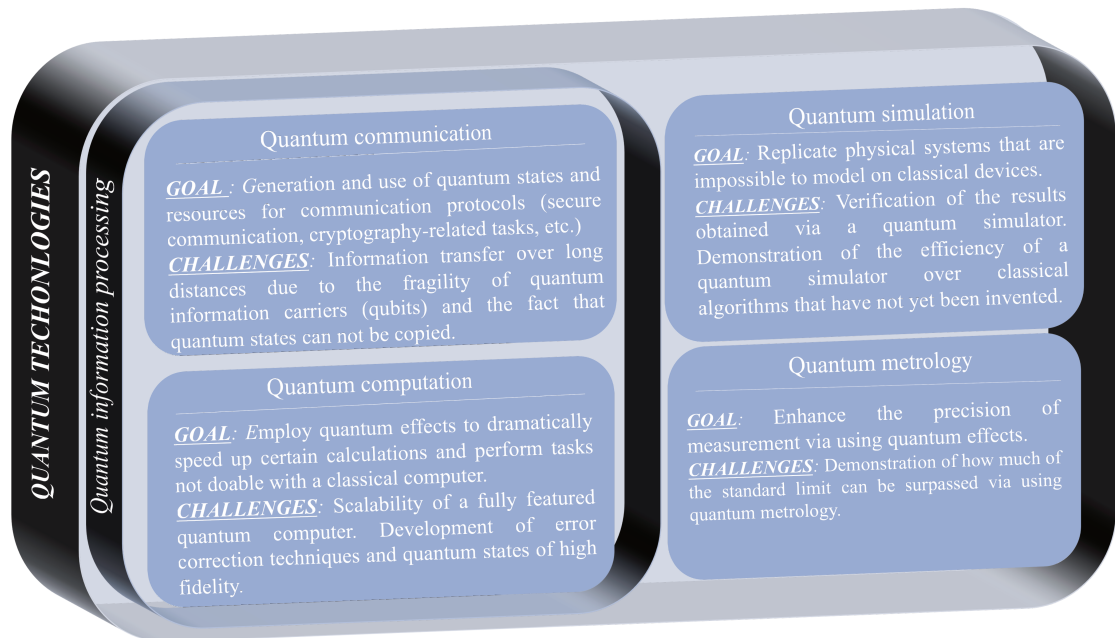 QUANTUM TECHONLOGIES
Quantum information processing
Quantum communication
GOAL : Generation and use of quantum states and
resources for communication protocols (secure
communication, cryptography-related tasks, etc.)
CHALLENGES: Information transfer over long
distances due to the fragility of quantum
information carriers (qubits) and the fact that
quantum states can not be copied.
Quantum computation
GOAL: Employ quantum effects to dramatically
speed up certain calculations and perform tasks
not doable with a classical computer.
CHALLENGES: Scalability of a fully featured
quantum computer. Development of error
correction techniques and quantum states of high
fidelity.
Quantum simulation
GOAL: Replicate physical systems that are
impossible to model on classical devices.
CHALLENGES: Verification of the results
obtained via a quantum simulator.
Demonstration of the efficiency of a
quantum simulator over classical
algorithms that have not yet been invented.
Quantum metrology
GOAL: Enhance the precision of
measurement via using quantum effects.
CHALLENGES: Demonstration of how much of
the standard limit can be surpassed via using
quantum metrology.